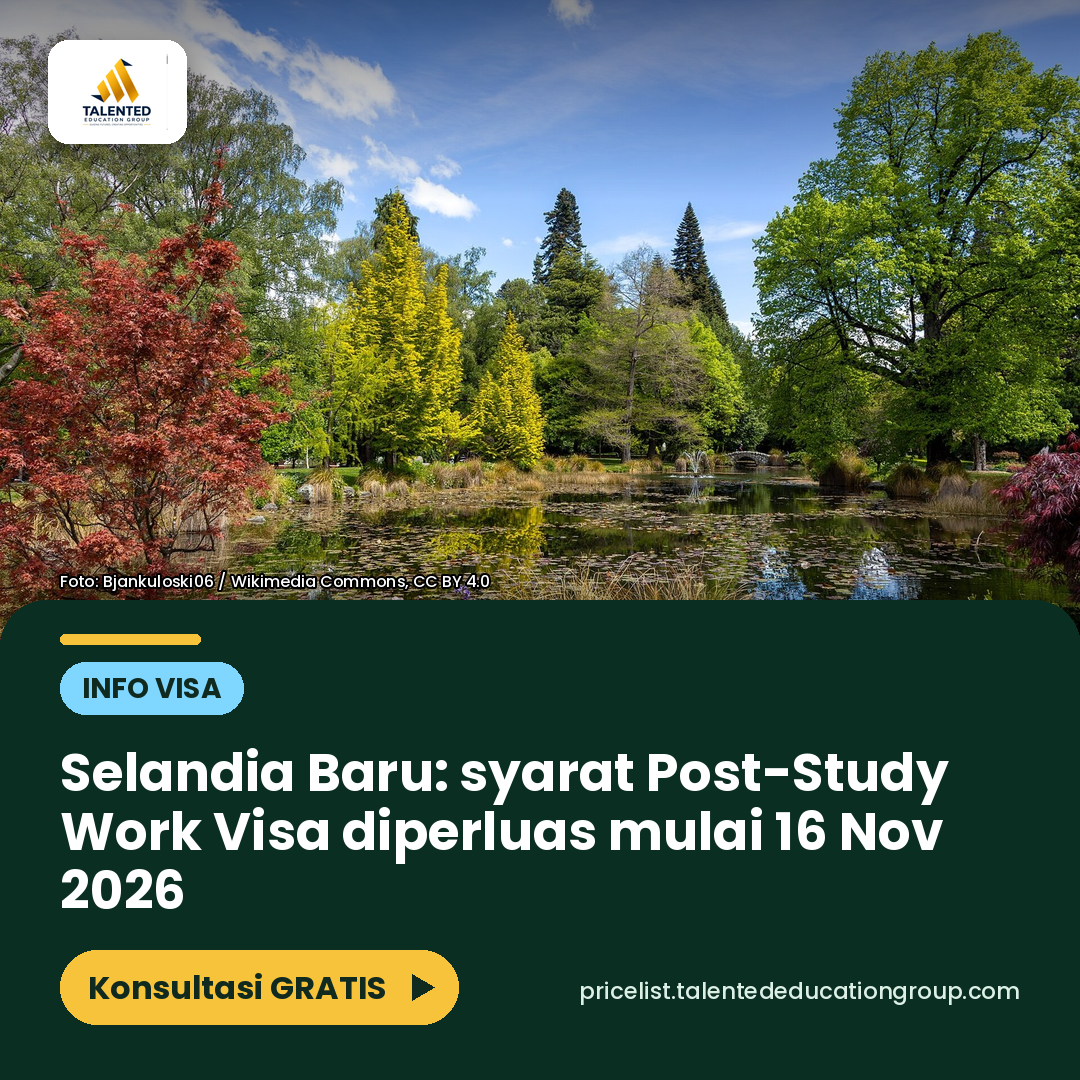 TALENTED
EDUCATION GROUP
Foto: Bjankuloski06 / Wikimedia Commons, CC BY 4.0
INFO VISA
Selandia Baru: syarat Post-Study
Work Visa diperluas mulai 16 Nov
2026
Konsultasi GRATIS
pricelist.talentededucationgroup.com